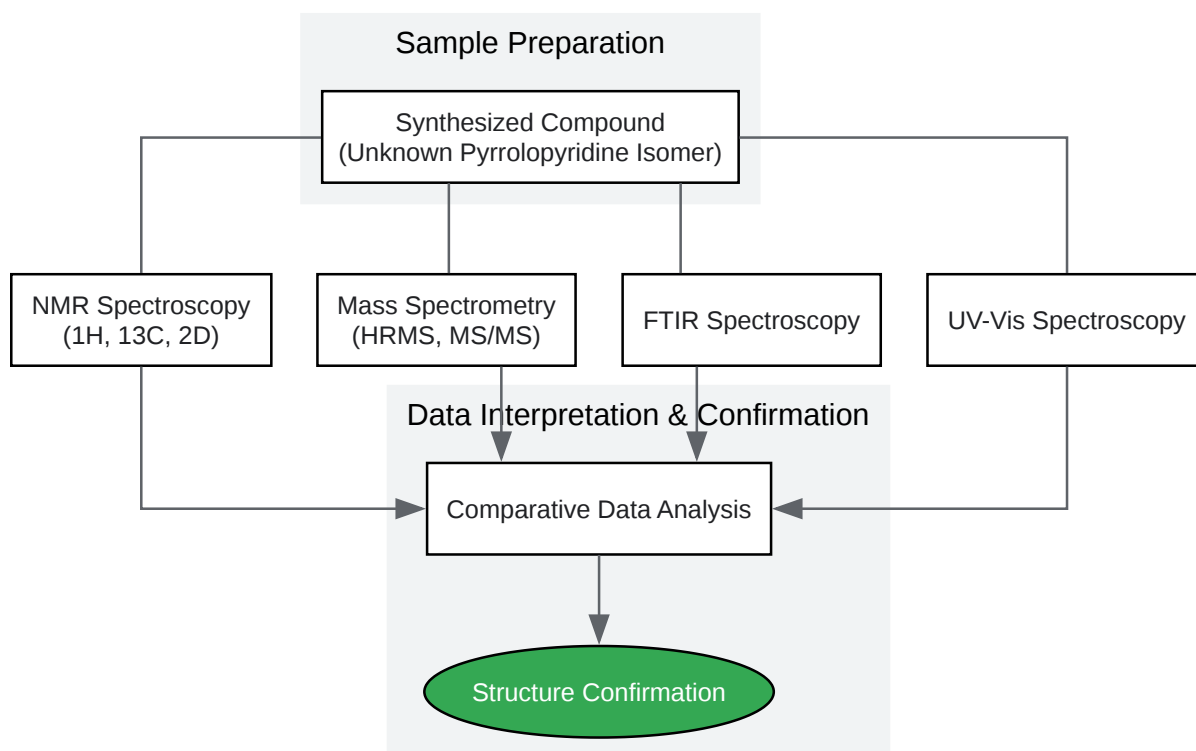 Sample Preparation
Synthesized Compound
(Unknown Pyrrolopyridine Isomer)
NMR Spectroscopy
(1H, 13C, 2D)
Mass Spectrometry
(HRMS, MS/MS)
FTIR Spectroscopy
UV-Vis Spectroscopy
Data Interpretation & Confirmation
Comparative Data Analysis
Structure Confirmation